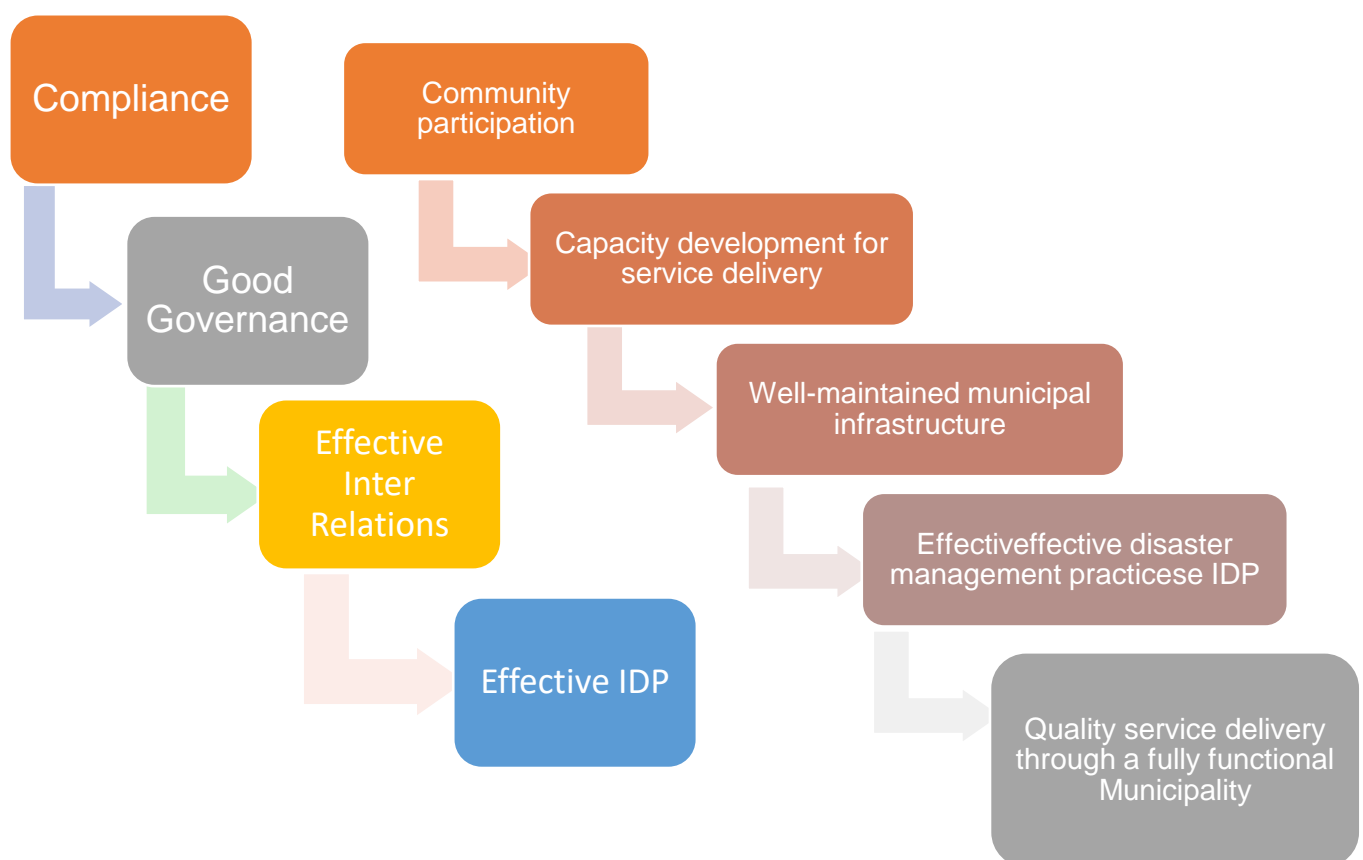 Compliance
Good
Governance
Effective
Inter
Relations
Effective IDP
Community
participation
Capacity development for
service delivery
Well-maintained municipal
infrastructure
Effectiveffective disaster
management practicese IDP
Quality service delivery
through a fully functional
Municipality